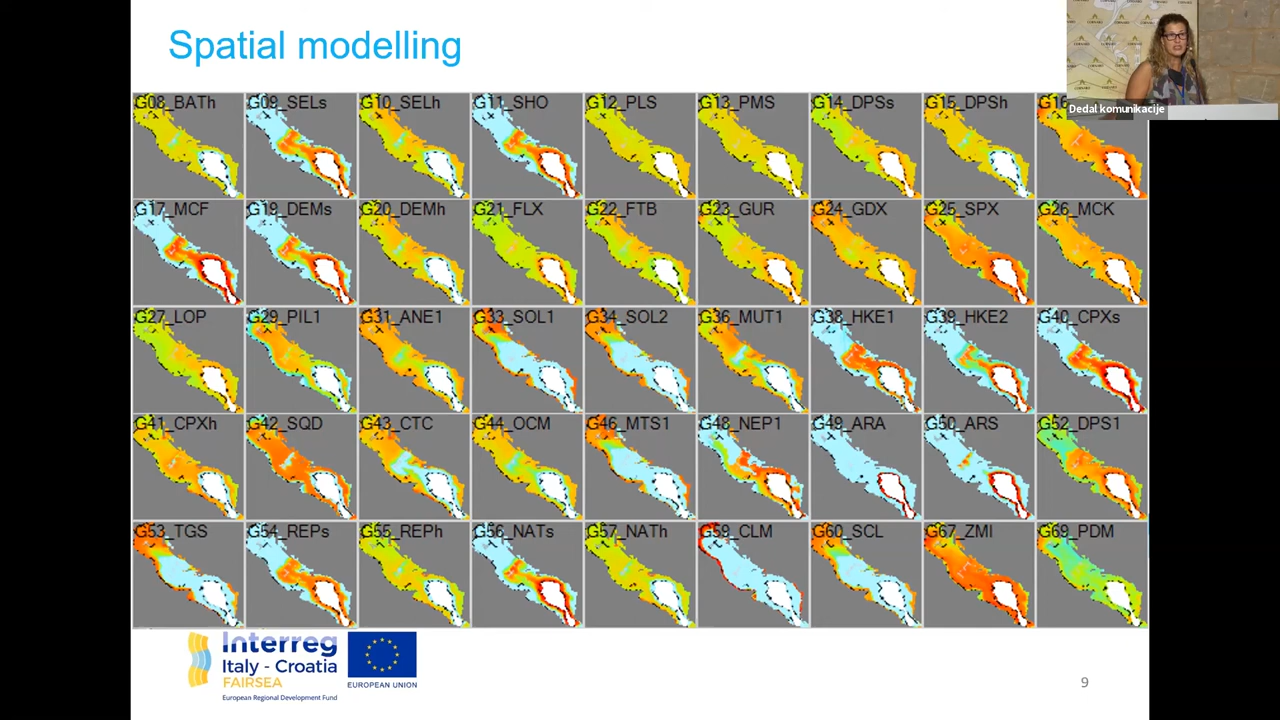 Spatial modelling
Dedal komunikacije
G08_BATh
G09_SELs
G10_SELh
G11_SHO
G12_PLS
G13_PMS
G14_DPSs
G15_DPSh
G17_MCF
G19_DEMs
G20_DEMh
G21_FLX
G22_FTB
G23_GUR
G24_GDX
G25_SPX
G26_MCK
G27_LOP
G29_PIL1
G31_ANE1
G33_SOL1
G34_SOL2
G36_MUT1
G38_HKE1
G39_HKE2
G40_CPXs
G41_CPXh
G42_SQD
G43_CTC
G44_OCM
G46_MTS1
G48_NEP1
G49_ARA
G50_ARS
G52_DPS1
G53_TGS
G54_REPs
G55_REPh
G56_NATs
G57_NATh
G59_CLM
G60_SCL
G67_ZMI
G69_PDM
Interreg
Italy - Croatia
FAIRSEA
European Regional Development Fund
EUROPEAN UNION
9